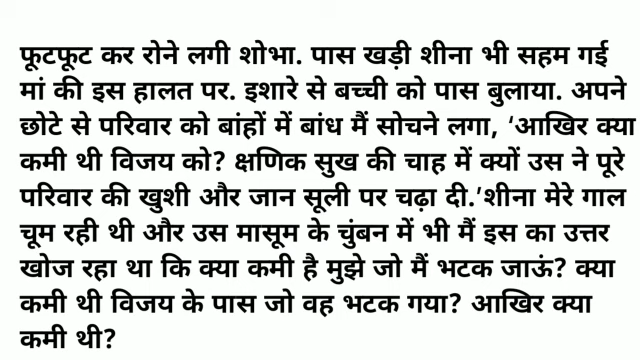 फूटफूट कर रोने लगी शोभा. पास खड़ी शीना भी सहम गई
मां की इस हालत पर. इशारे से बच्ची को पास बुलाया. अपने
छोटे से परिवार को बांहों में बांध मैं सोचने लगा, ‘आखिर क्या
कमी थी विजय को? क्षणिक सुख की चाह में क्यों उस ने पूरे
परिवार की खुशी और जान सूली पर चढ़ा दी.’शीना मेरे गाल
चूम रही थी और उस मासूम के चुंबन में भी मैं इस का उत्तर
खोज रहा था कि क्या कमी है मुझे जो मैं भटक जाऊं? क्या
कमी थी विजय के पास जो वह भटक गया? आखिर क्या
कमी थी?